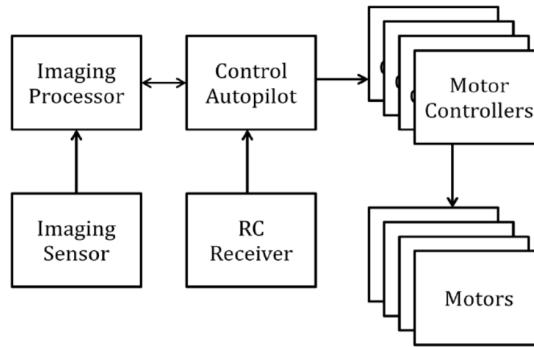 Imaging
Processor
Control
Autopilot
Motor
Controllers
Imaging
Sensor
RC
Receiver
Motors